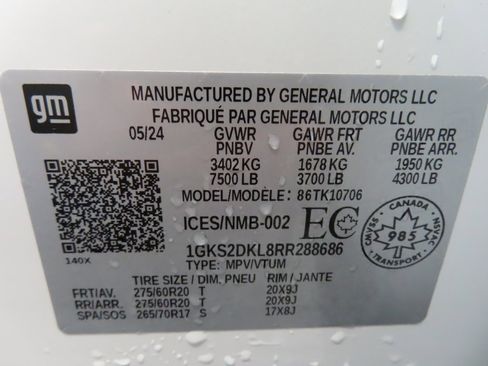 gm
MANUFACTURED BY GENERAL MOTORS LLC
FABRIQUÉ PAR GENERAL MOTORS LLC
05/24 GVWR GAWR FRT GAWR RR
PNBV PNBE AV. PNBE ARR.
3402 KG 1678 KG 1950 KG
7500 LB 3700 LB 4300 LB
MODEL/MODÈLE: 86TK10706
ICES/NMB-002 EC
1GKS2DKL8RR288686
TYPE: MPV/VTUM
140X
CANADA
CMVSS NSVAC
985
TRANSPORT
TIRE SIZE / DIM. PNEU RIM / JANTE
FRT/AV. 275/60R20 T 20X9J
RR/ARR. 275/60R20 T 20X9J
SPA/SOS 265/70R17 S 17X8J